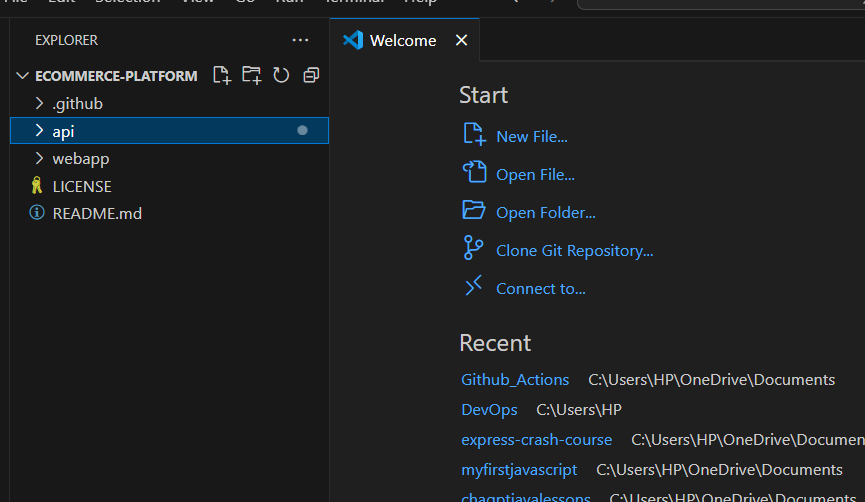 File Edit Selection View Go Run Terminal Help
EXPLORER
Welcome
ECOMMERCE-PLATFORM
.github
api
webapp
LICENSE
README.md
Start
New File...
Open File...
Open Folder...
Clone Git Repository...
Connect to...
Recent
Github_Actions C:\Users\HP\OneDrive\Documents
DevOps C:\Users\HP
express-crash-course C:\Users\HP\OneDrive\Documen
myfirstjavascript C:\Users\HP\OneDrive\Documents
chagptjavalessons C:\Users\HP\OneDrive\Documents